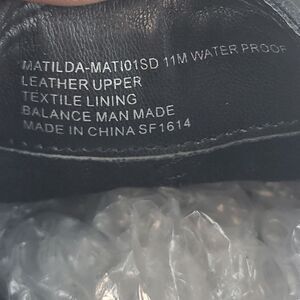 MATILDA-MATI01SD 11M WATER PROOF
LEATHER UPPER
TEXTILE LINING
BALANCE MAN MADE
MADE IN CHINA SF1614